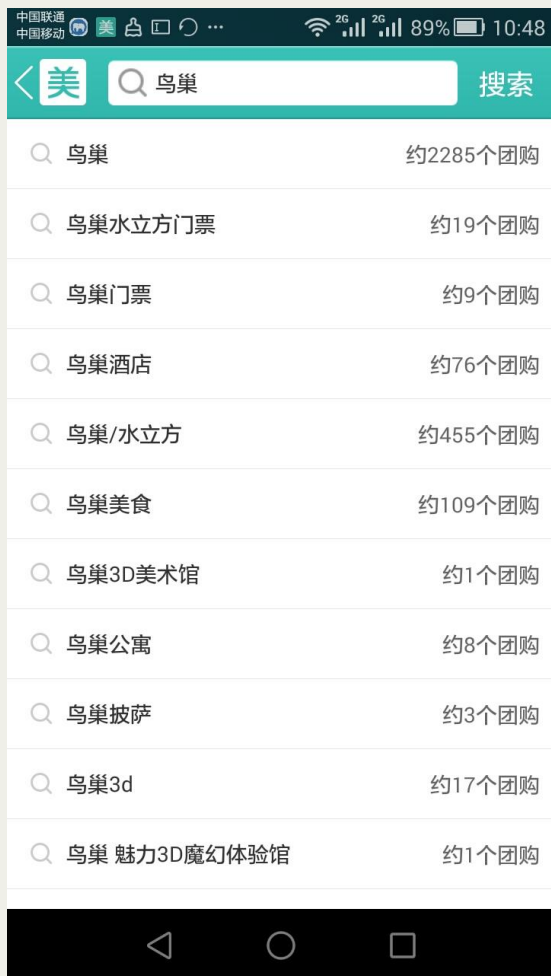 中国联通
中国移动 美 … 2G 2G 89% 10:48
美 鸟巢 搜索
鸟巢 约2285个团购
鸟巢水立方门票 约19个团购
鸟巢门票 约9个团购
鸟巢酒店 约76个团购
鸟巢/水立方 约455个团购
鸟巢美食 约109个团购
鸟巢3D美术馆 约1个团购
鸟巢公寓 约8个团购
鸟巢披萨 约3个团购
鸟巢3d 约17个团购
鸟巢 魅力3D魔幻体验馆 约1个团购